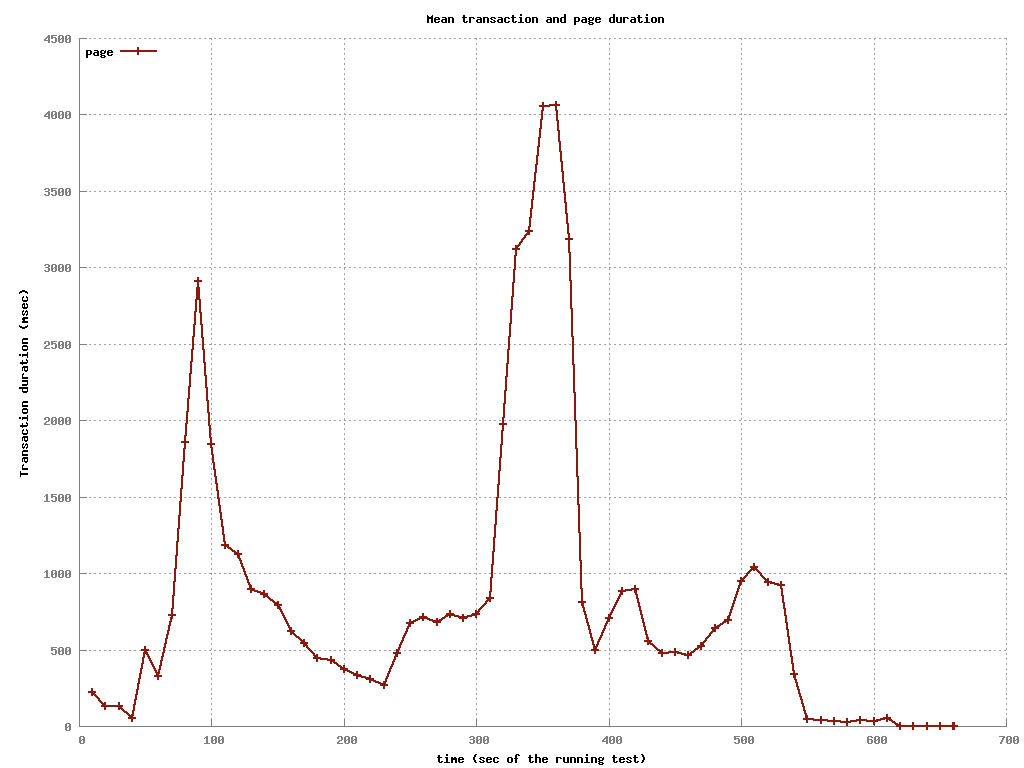 Mean transaction and page duration
page
4500
4000
3500
3000
2500
2000
1500
1000
500
0
Transaction duration (msec)
0 100 200 300 400 500 600 700
time (sec of the running test)